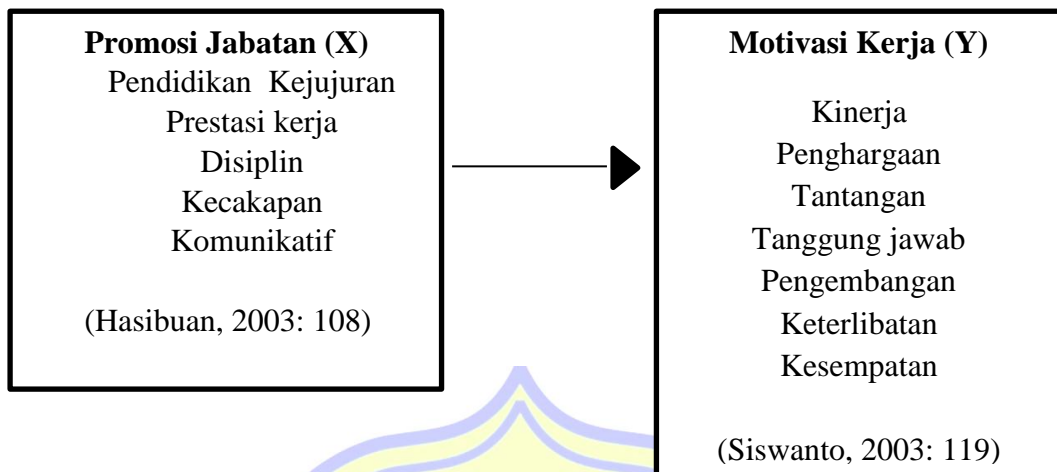 Promosi Jabatan (X)
Pendidikan Kejujuran
Prestasi kerja
Disiplin
Kecakapan
Komunikatif
(Hasibuan, 2003: 108)
Motivasi Kerja (Y)
Kinerja
Penghargaan
Tantangan
Tanggung jawab
Pengembangan
Keterlibatan
Kesempatan
(Siswanto, 2003: 119)